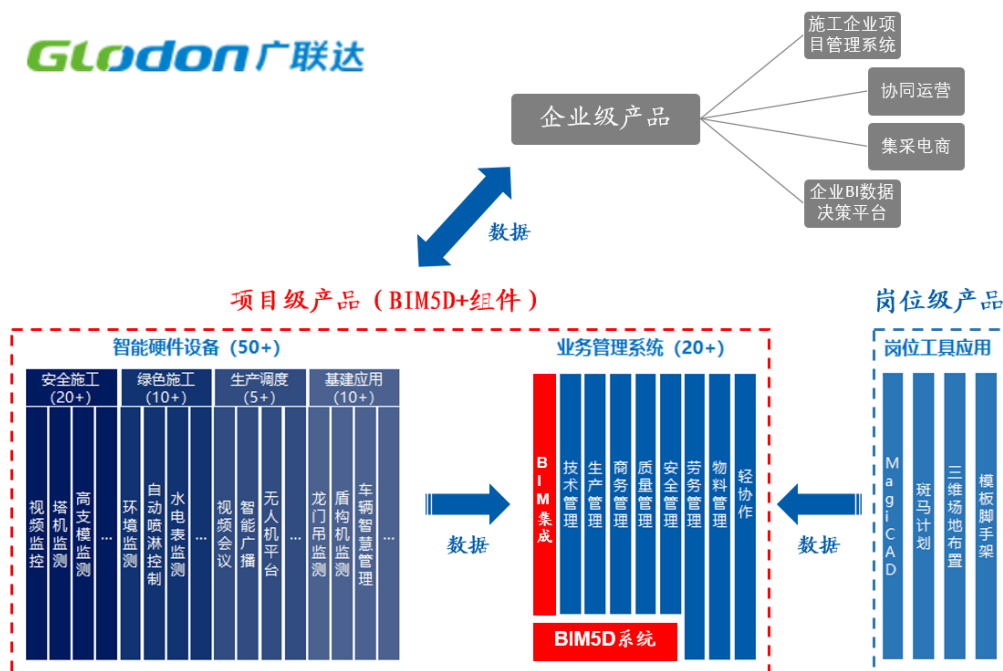 GLodon广联达
施工企业项
目管理系统
企业级产品
协同运营
集采电商
企业BI数据
决策平台
数据
项目级产品（BIM5D+组件）
岗位级产品
智能硬件设备（50+）
业务管理系统（20+）
岗位工具应用
安全施工
（20+）
绿色施工
（10+）
生产调度
（5+）
基建应用
（10+）
视频监控
塔机监测
高支模监测
...
环境监测
自动喷淋控制
水电表监测
...
视频会议
智能广播
无人机平台
...
龙门吊监测
盾构机监测
车辆智慧管理
...
数据
BIM集成
技术管理
生产管理
商务管理
质量管理
安全管理
劳务管理
物料管理
轻协作
BIM5D系统
数据
MagiCAD
斑马计划
三维场地布置
模板脚手架